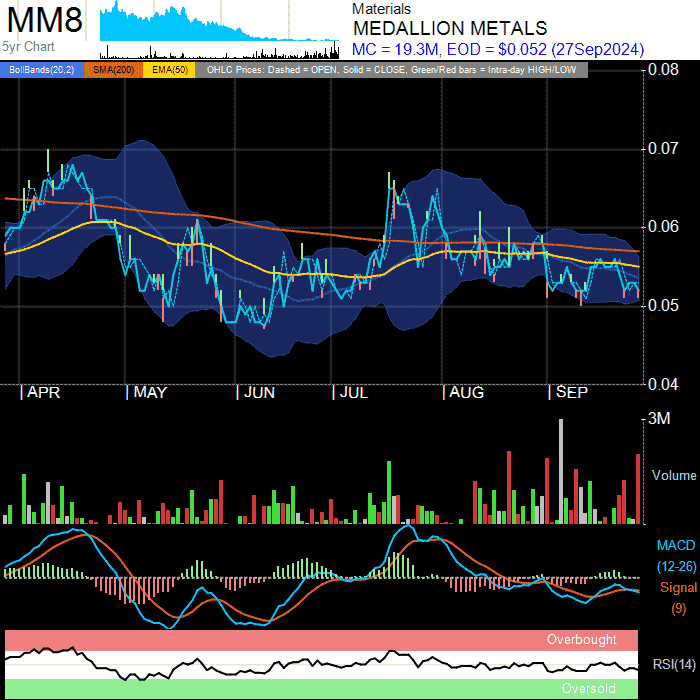 MM8
5yr Chart
Materials
MEDALLION METALS
MC = 19.3M, EOD = $0.052 (27Sep2024)
BollBands(20,2) SMA(200) EMA(50) OHLC Prices: Dashed = OPEN, Solid = CLOSE, Green/Red bars = Intra-day HIGH/LOW
0.08
0.07
0.06
0.05
0.04
| APR | MAY | JUN | JUL | AUG | SEP
3M
Volume
MACD
(12-26)
Signal
(9)
Overbought
RSI(14)
Oversold